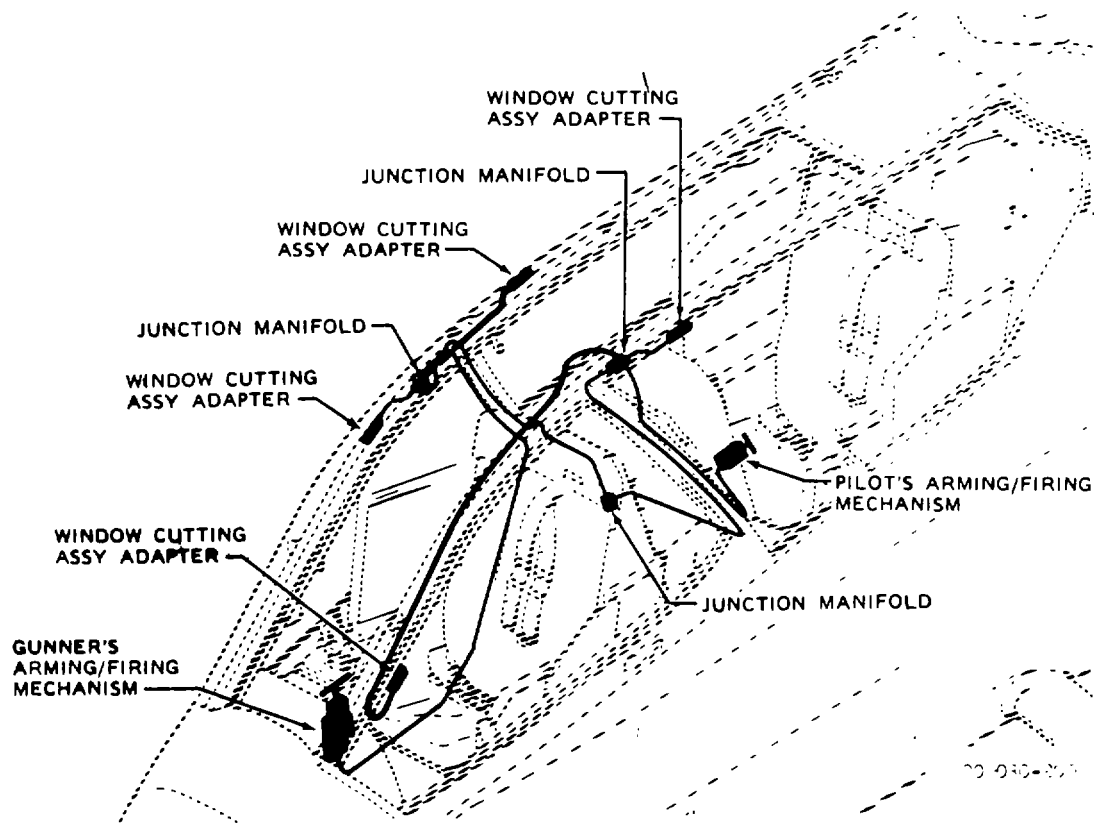 WINDOW CUTTING
ASSY ADAPTER
JUNCTION MANIFOLD
WINDOW CUTTING
ASSY ADAPTER
JUNCTION MANIFOLD
WINDOW CUTTING
ASSY ADAPTER
PILOT'S ARMING/FIRING
MECHANISM
WINDOW CUTTING
ASSY ADAPTER
JUNCTION MANIFOLD
GUNNER'S
ARMING/FIRING
MECHANISM